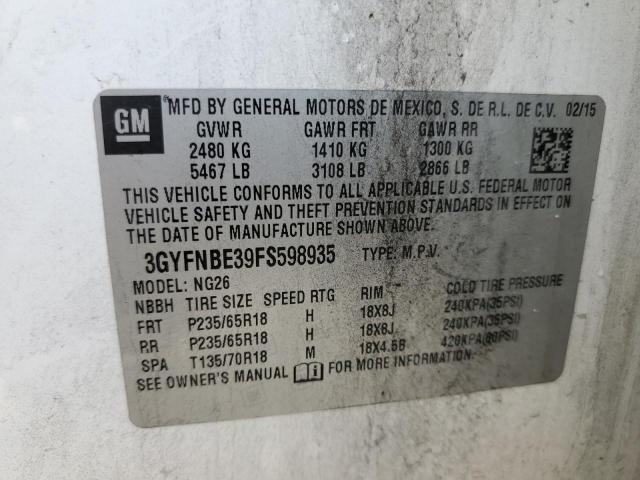 GM
MFD BY GENERAL MOTORS DE MEXICO, S. DE R.L. DE C.V. 02/15
GVWR GAWR FRT GAWR RR
2480 KG 1410 KG 1300 KG
5467 LB 3108 LB 2866 LB
THIS VEHICLE CONFORMS TO ALL APPLICABLE U.S. FEDERAL MOTOR
VEHICLE SAFETY AND THEFT PREVENTION STANDARDS IN EFFECT ON
THE DATE OF MANUFACTURE SHOWN ABOVE.
3GYFNBE39FS598935 TYPE: M.P.V.
MODEL: NG26
NBBH TIRE SIZE SPEED RTG RIM COLD TIRE PRESSURE
FRT P235/65R18 H 18X8J 240KPA(35PSI)
RR P235/65R18 H 18X8J 240KPA(35PSI)
SPA T135/70R18 M 18X4.5B 420KPA(60PSI)
SEE OWNER'S MANUAL FOR MORE INFORMATION.